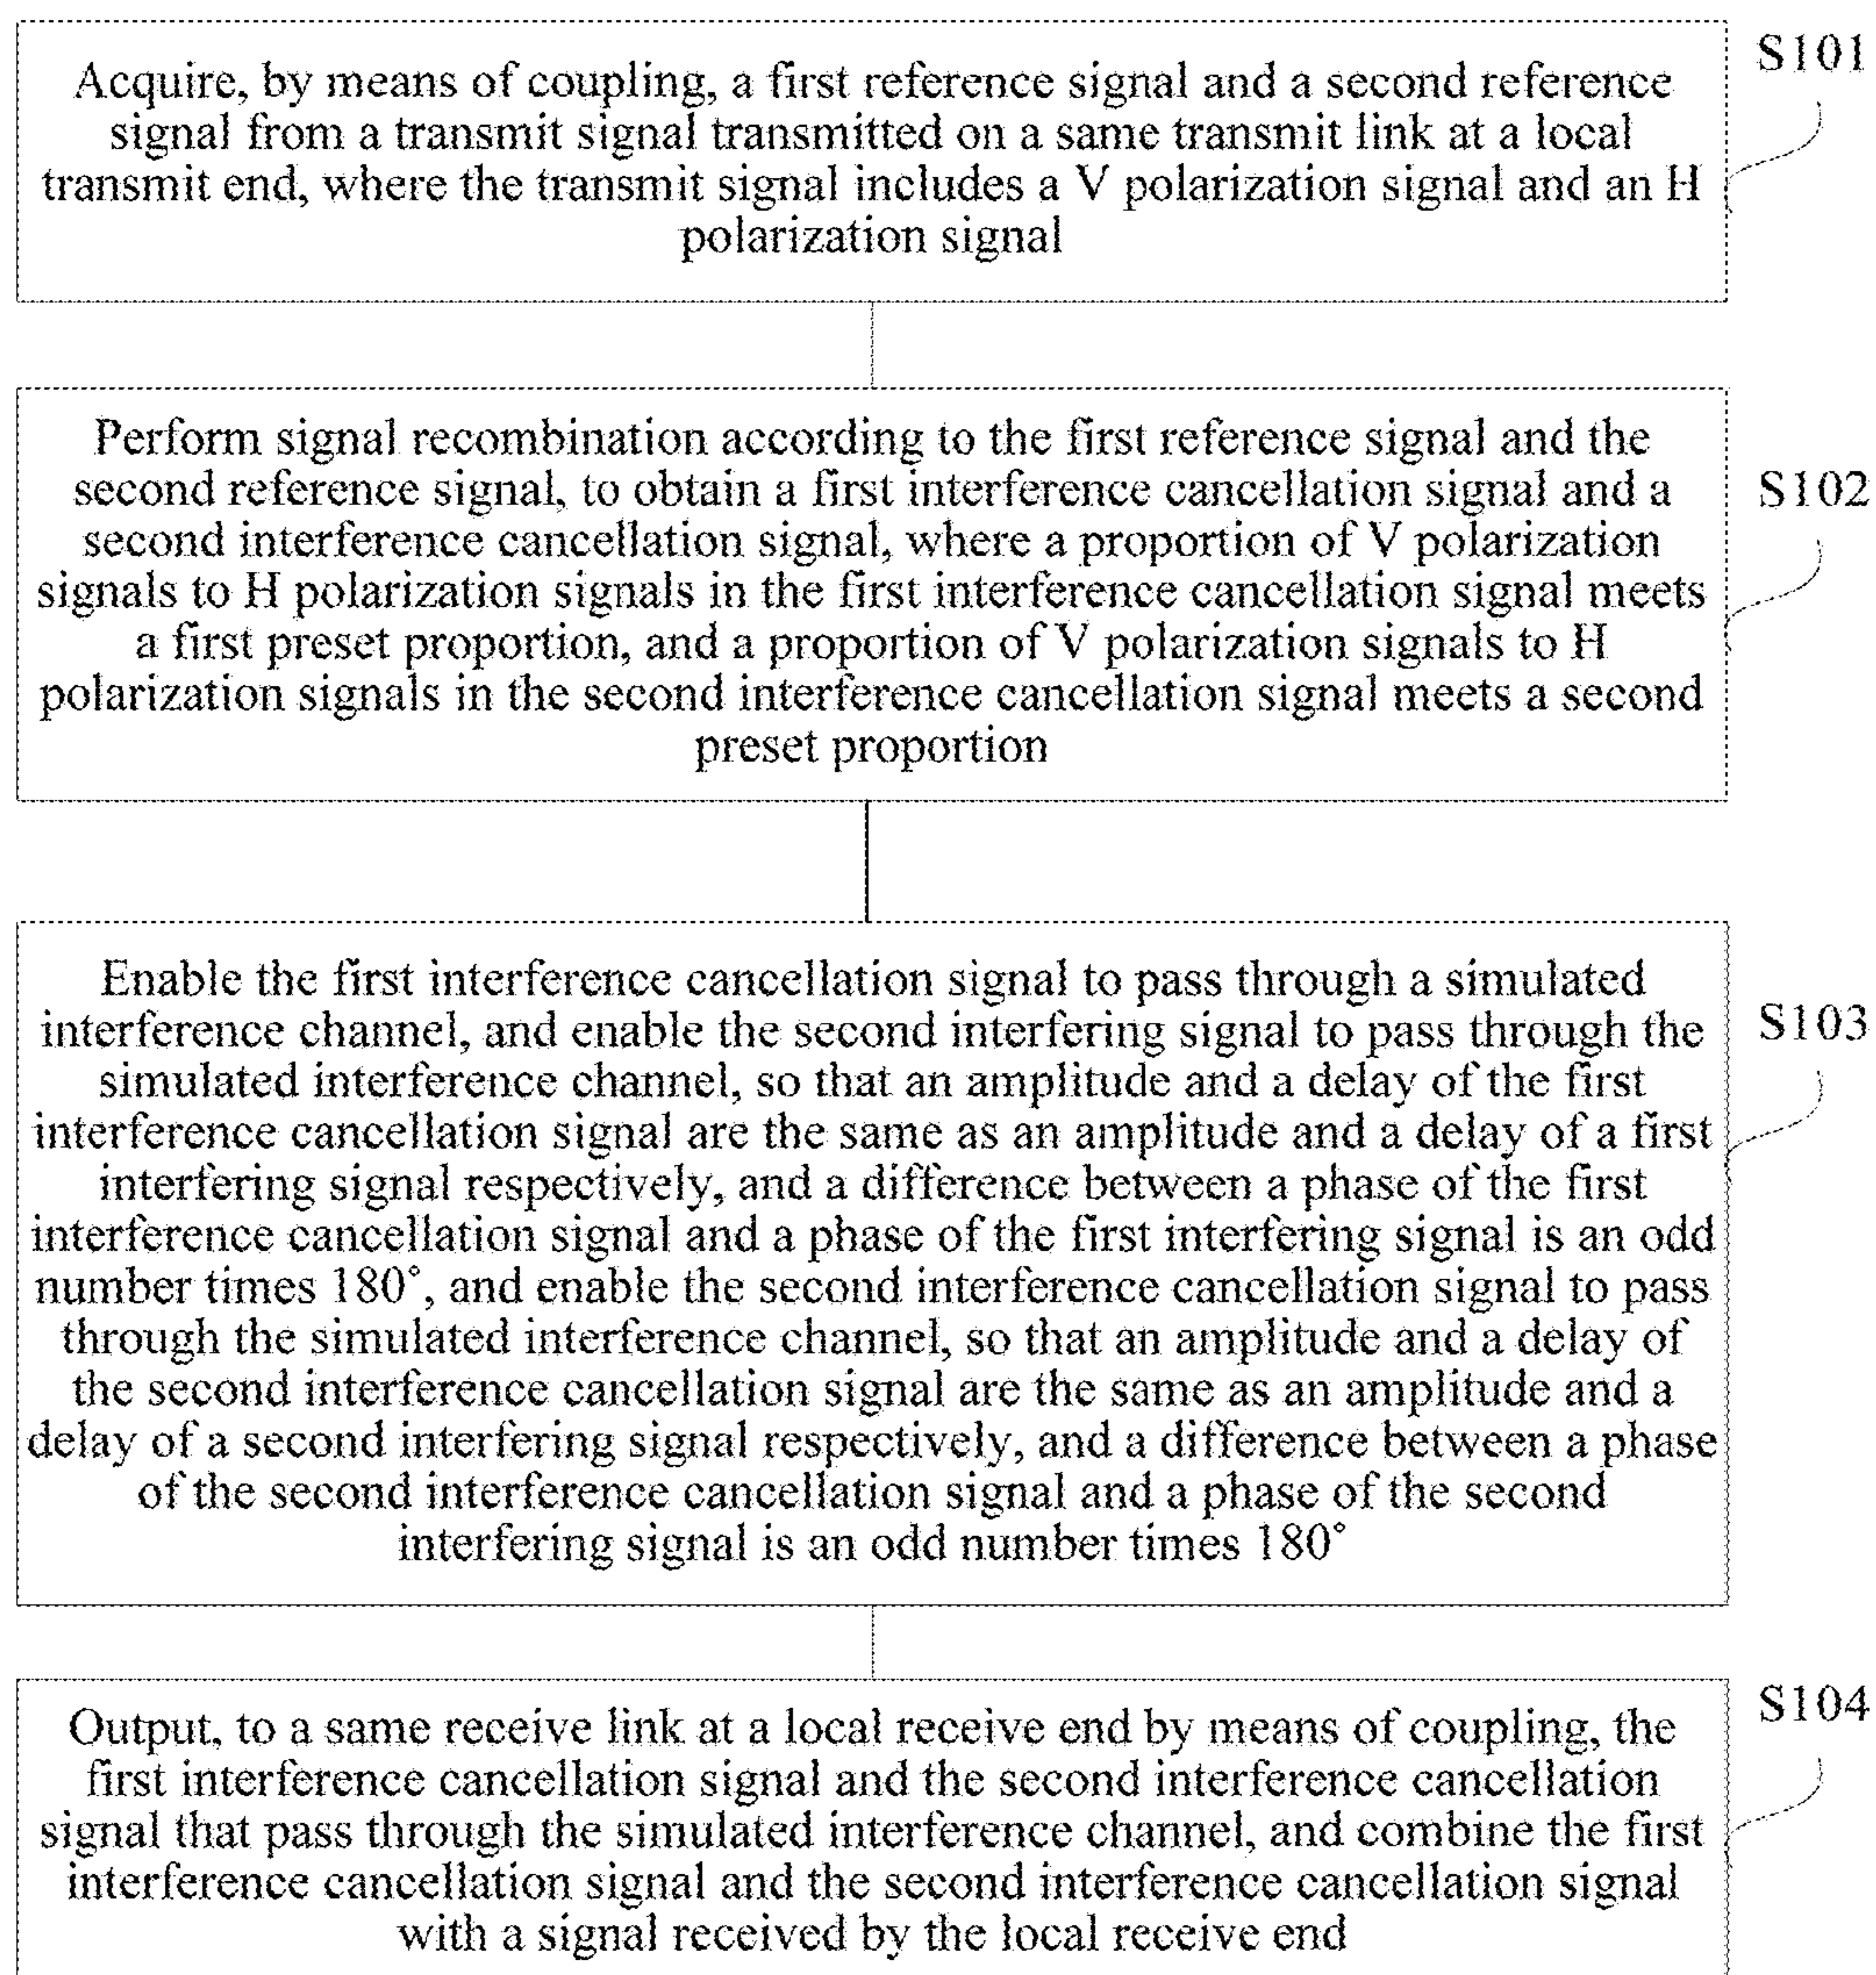 Acquire, by means of coupling, a first reference signal and a second reference
signal from a transmit signal transmitted on a same transmit link at a local
transmit end, where the transmit signal includes a V polarization signal and an H
polarization signal
S101
Perform signal recombination according to the first reference signal and the
second reference signal, to obtain a first interference cancellation signal and a
second interference cancellation signal, where a proportion of V polarization
signals to H polarization signals in the first interference cancellation signal meets
a first preset proportion, and a proportion of V polarization signals to H
polarization signals in the second interference cancellation signal meets a second
preset proportion
S102
Enable the first interference cancellation signal to pass through a simulated
interference channel, and enable the second interfering signal to pass through the
simulated interference channel, so that an amplitude and a delay of the first
interference cancellation signal are the same as an amplitude and a delay of a first
interfering signal respectively, and a difference between a phase of the first
interference cancellation signal and a phase of the first interfering signal is an odd
number times 180°, and enable the second interference cancellation signal to pass
through the simulated interference channel, so that an amplitude and a delay of
the second interference cancellation signal are the same as an amplitude and a
delay of a second interfering signal respectively, and a difference between a phase
of the second interference cancellation signal and a phase of the second
interfering signal is an odd number times 180°
S103
Output, to a same receive link at a local receive end by means of coupling, the
first interference cancellation signal and the second interference cancellation
signal that pass through the simulated interference channel, and combine the first
interference cancellation signal and the second interference cancellation signal
with a signal received by the local receive end
S104